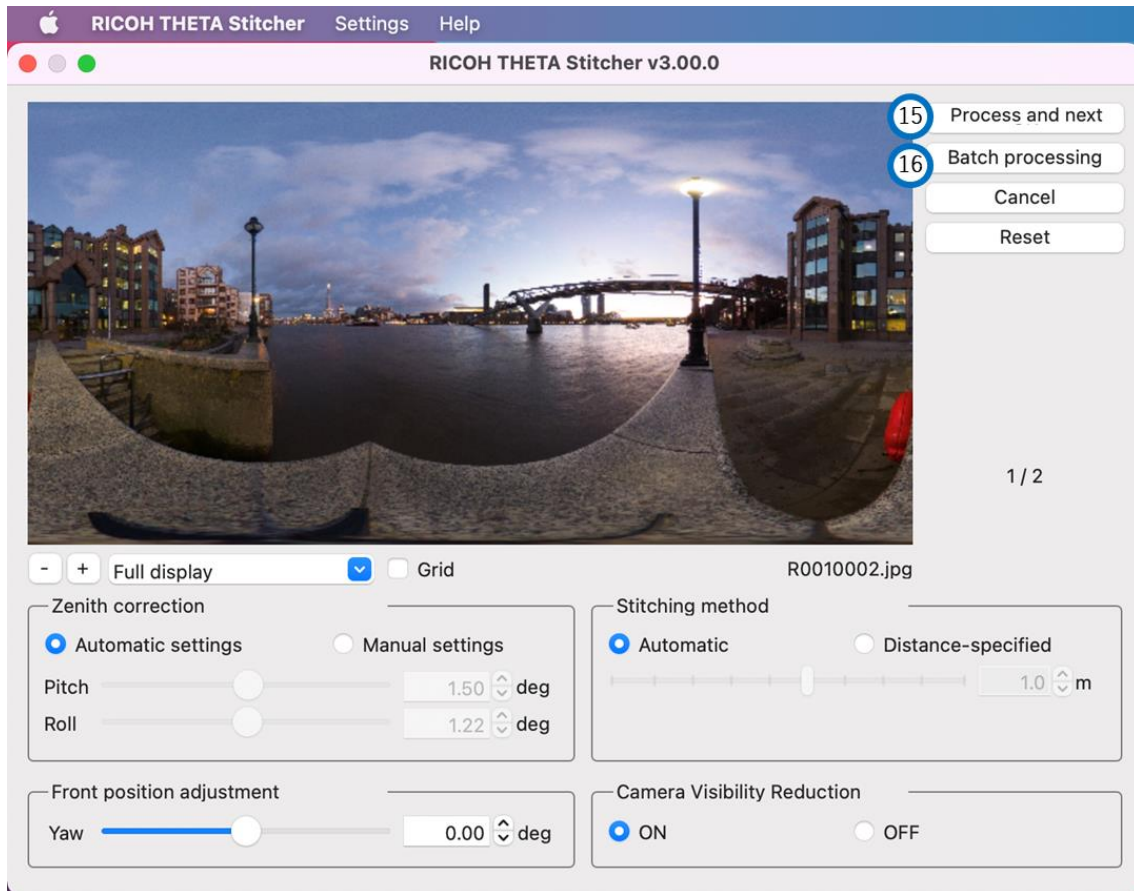 RICOH THETA Stitcher Settings Help
RICOH THETA Stitcher v3.00.0
15 Process and next
16 Batch processing
Cancel
Reset
1 / 2
- + Full display Grid R0010002.jpg
Zenith correction
Automatic settings Manual settings
Pitch 1.50 deg
Roll 1.22 deg
Stitching method
Automatic Distance-specified
1.0 m
Front position adjustment
Yaw 0.00 deg
Camera Visibility Reduction
ON OFF